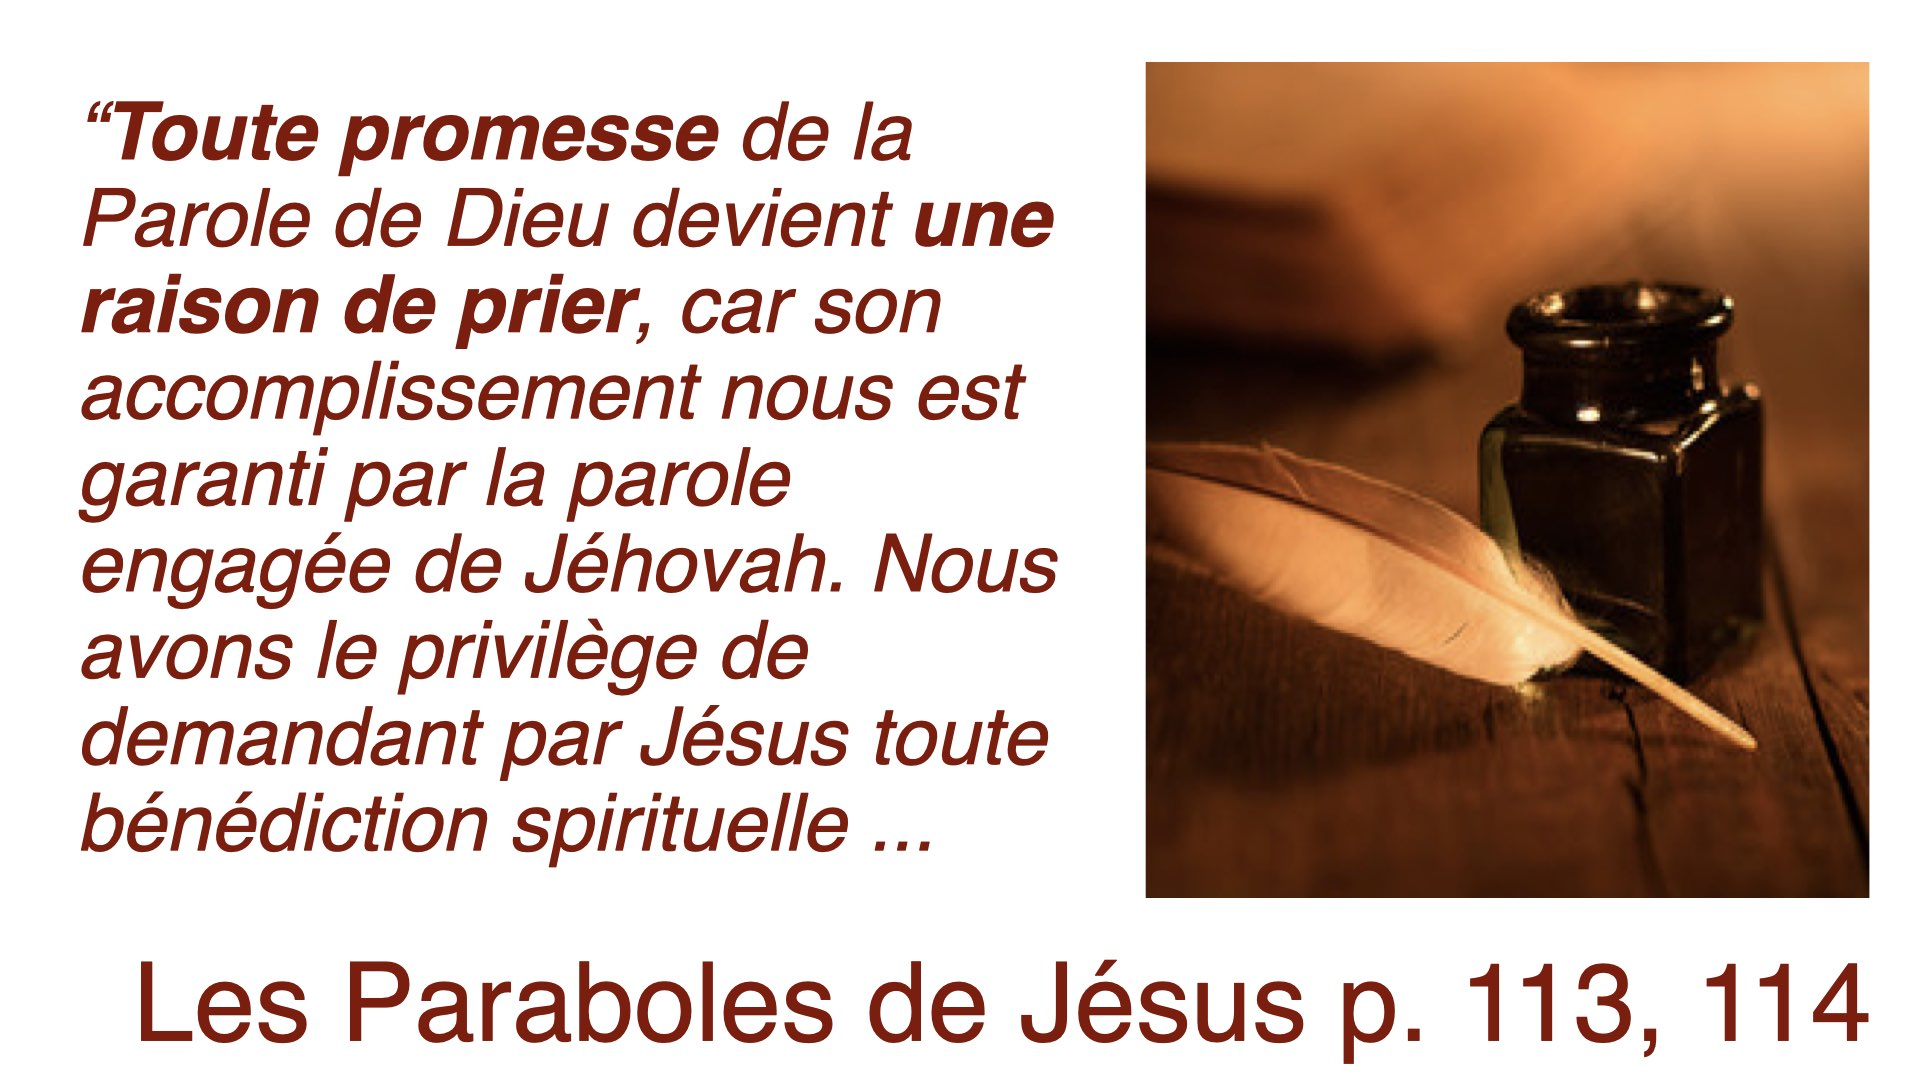 “Toute promesse de la
Parole de Dieu devient une
raison de prier, car son
accomplissement nous est
garanti par la parole
engagée de Jéhovah. Nous
avons le privilège de
demandant par Jésus toute
bénédiction spirituelle ...
Les Paraboles de Jésus p. 113, 114